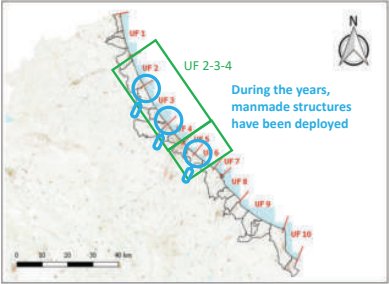 N
UF 1
UF 2-3-4
UF 2
During the years,
manmade structures
have been deployed
UF 3
UF 4
UF 5
UF 6
UF 7
UF 8
UF 9
UF 10
0 10 20 30 40 km